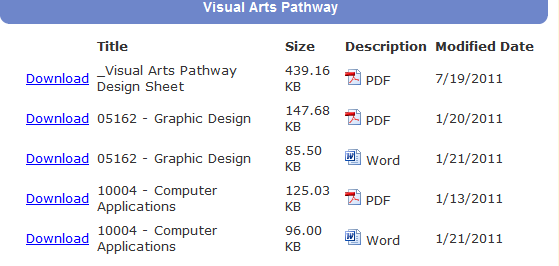 Visual Arts Pathway
Title Size Description Modified Date
Download _Visual Arts Pathway Design Sheet 439.16 KB PDF 7/19/2011
Download 05162 - Graphic Design 147.68 KB PDF 1/20/2011
Download 05162 - Graphic Design 85.50 KB Word 1/21/2011
Download 10004 - Computer Applications 125.03 KB PDF 1/13/2011
Download 10004 - Computer Applications 96.00 KB Word 1/21/2011